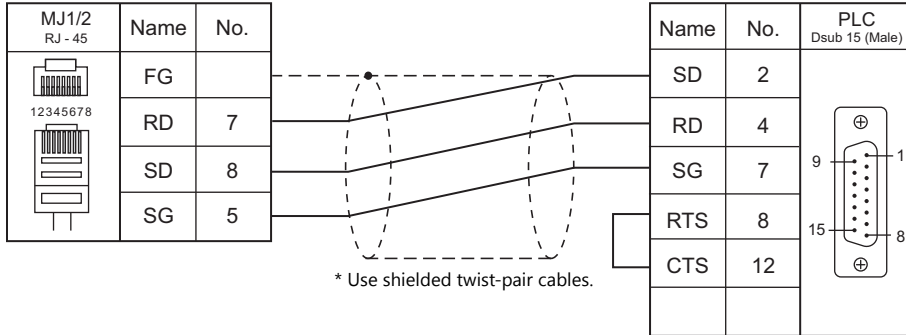 MJ1/2
RJ - 45
Name
No.
12345678
FG
RD 7
SD 8
SG 5
* Use shielded twist-pair cables.
Name
No.
PLC
Dsub 15 (Male)
SD 2
RD 4
SG 7
RTS 8
CTS 12
9
1
15
8